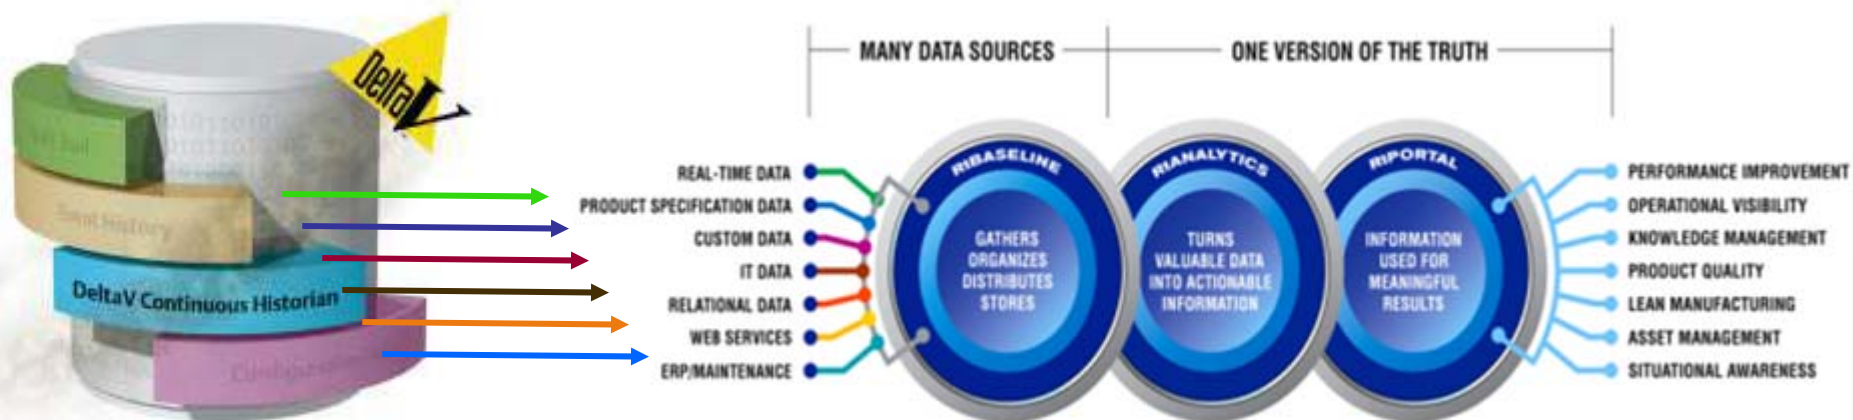 DeltaV
Event History
DeltaV Continuous Historian
MANY DATA SOURCES
ONE VERSION OF THE TRUTH
REAL-TIME DATA
PRODUCT SPECIFICATION DATA
CUSTOM DATA
IT DATA
RELATIONAL DATA
WEB SERVICES
ERP/MAINTENANCE
RIBASELINE
GATHERS
ORGANIZES
DISTRIBUTES
STORES
RIANALYTICS
TURNS
VALUABLE DATA
INTO ACTIONABLE
INFORMATION
RIPORTAL
INFORMATION
USED FOR
MEANINGFUL
RESULTS
PERFORMANCE IMPROVEMENT
OPERATIONAL VISIBILITY
KNOWLEDGE MANAGEMENT
PRODUCT QUALITY
LEAN MANUFACTURING
ASSET MANAGEMENT
SITUATIONAL AWARENESS